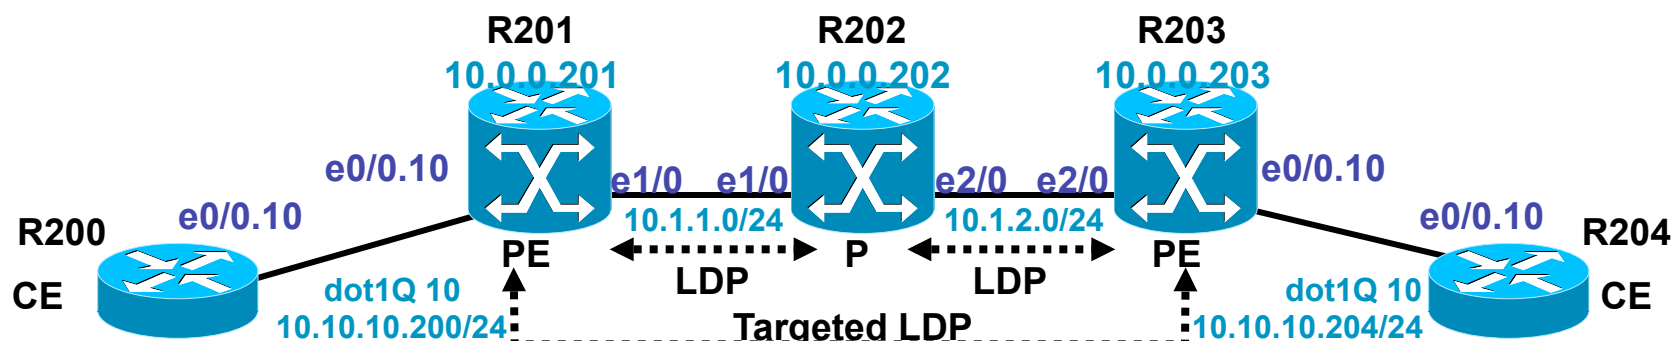 R201
R202
R203
10.0.0.201
10.0.0.202
10.0.0.203
e0/0.10
e1/0
e1/0
e2/0
e2/0
e0/0.10
e0/0.10
10.1.1.0/24
10.1.2.0/24
e0/0.10
R200
R204
PE
P
PE
LDP
LDP
CE
dot1Q 10
dot1Q 10
CE
10.10.10.200/24
Targeted LDP
10.10.10.204/24